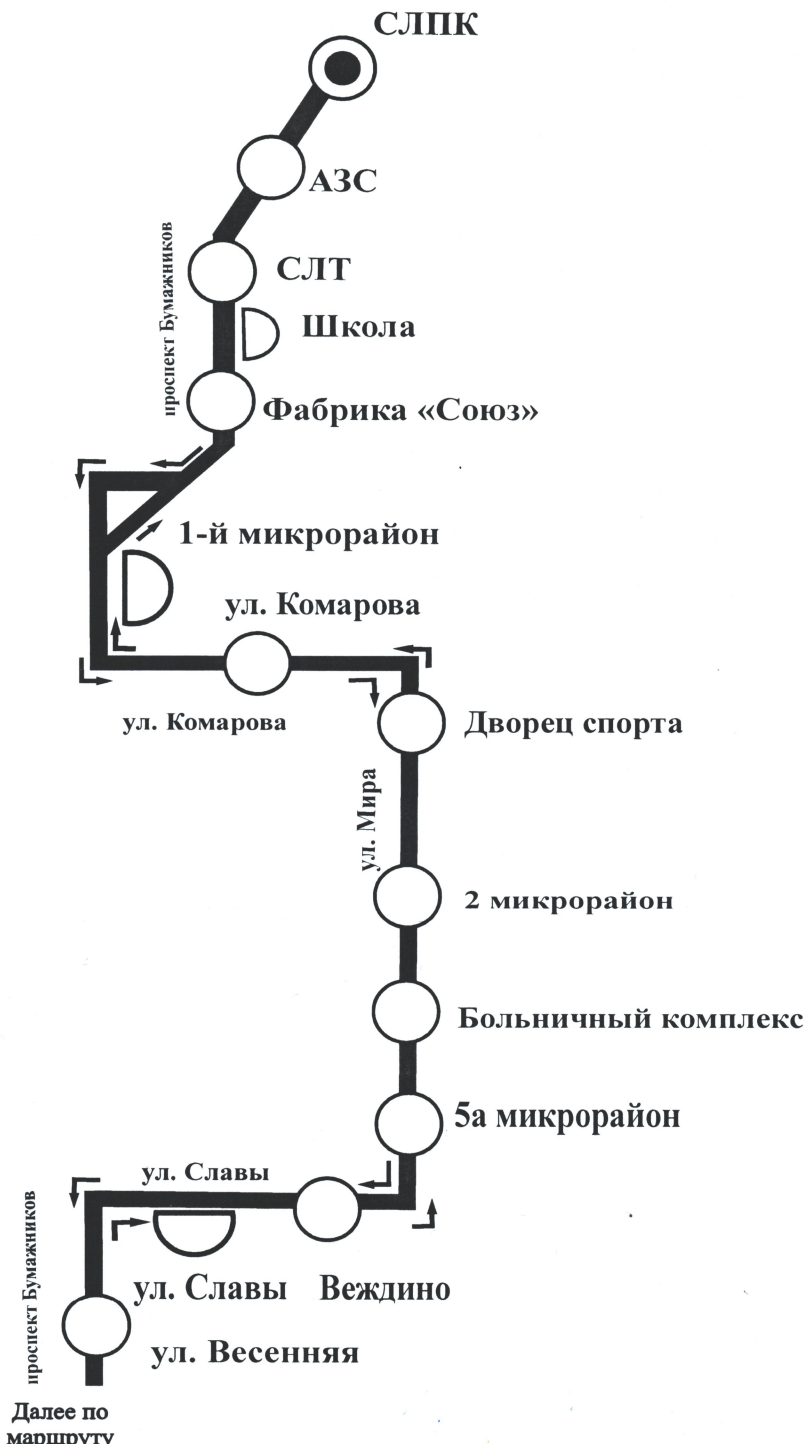 СЛПК
АЗС
проспект Бумажников
СЛТ
Школа
Фабрика «Союз»
1-й микрорайон
ул. Комарова
ул. Комарова
Дворец спорта
ул. Мира
2 микрорайон
Больничный комплекс
5а микрорайон
ул. Славы
проспект Бумажников
ул. Славы Веждино
ул. Весенняя
Далее по
маршруту